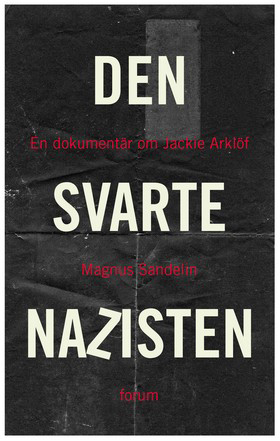 DEN
En dokumentär om Jackie Arklöf
SVARTE
Magnus Sandelin
NAZISTEN
forum